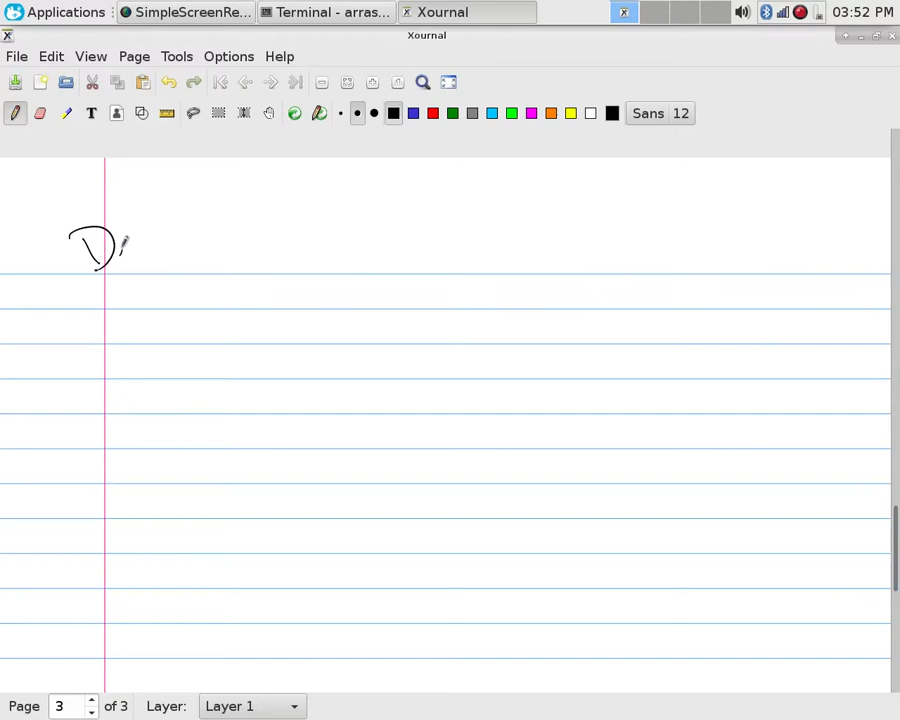 Applications SimpleScreenRe... Terminal - arras... Xournal 03:52 PM
Xournal
File Edit View Page Tools Options Help
T Sans 12
D
Page 3 of 3 Layer: Layer 1